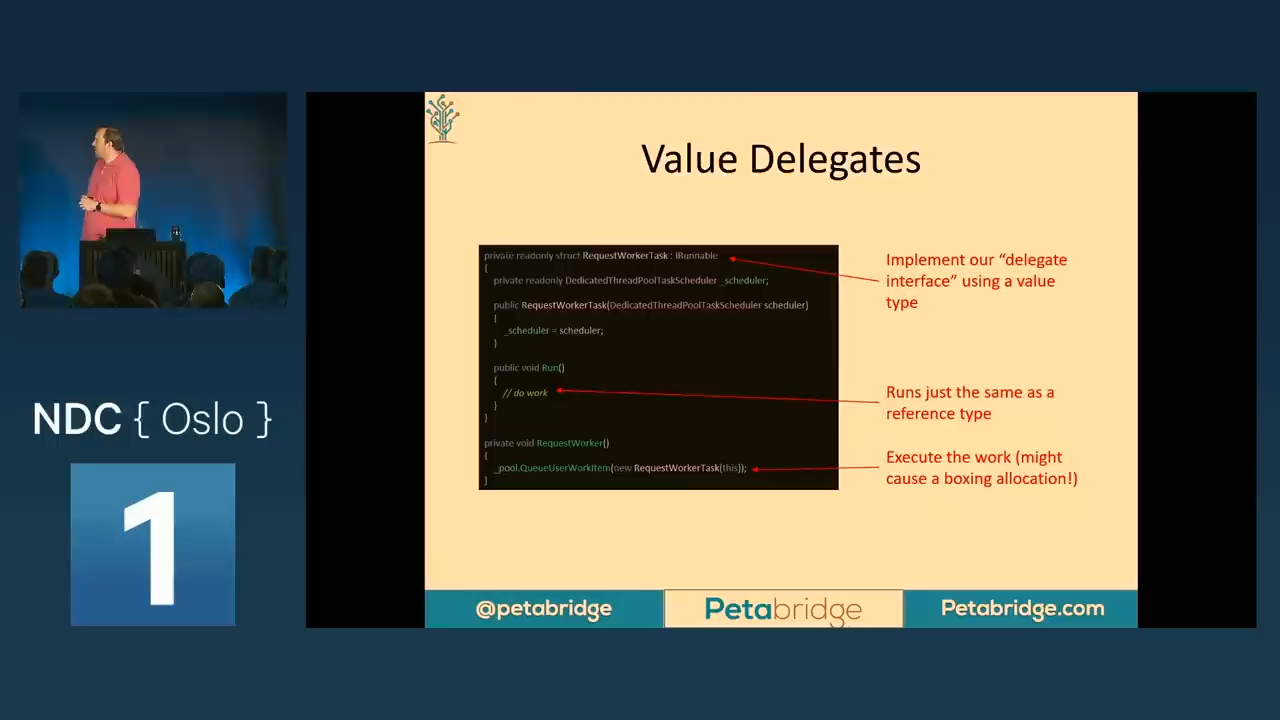 Value Delegates
private readonly struct RequestWorkerTask : IRunnable
{
private readonly DedicatedThreadPoolTaskScheduler _scheduler;
public RequestWorkerTask(DedicatedThreadPoolTaskScheduler scheduler)
{
_scheduler = scheduler;
}
public void Run()
{
// do work
}
}
private void RequestWorker()
{
_pool.QueueUserWorkItem(new RequestWorkerTask(this));
}
Implement our “delegate
interface” using a value
type
Runs just the same as a
reference type
Execute the work (might
cause a boxing allocation!)
NDC { Oslo }
1
@petabridge
Petabridge
Petabridge.com